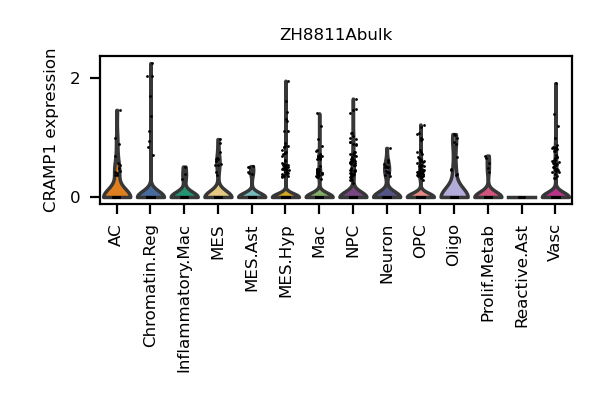 ZH8811Abulk
CRAMP1 expression
2
0
AC
Chromatin.Reg
Inflammatory.Mac
MES
MES.Ast
MES.Hyp
Mac
NPC
Neuron
OPC
Oligo
Prolif.Metab
Reactive.Ast
Vasc